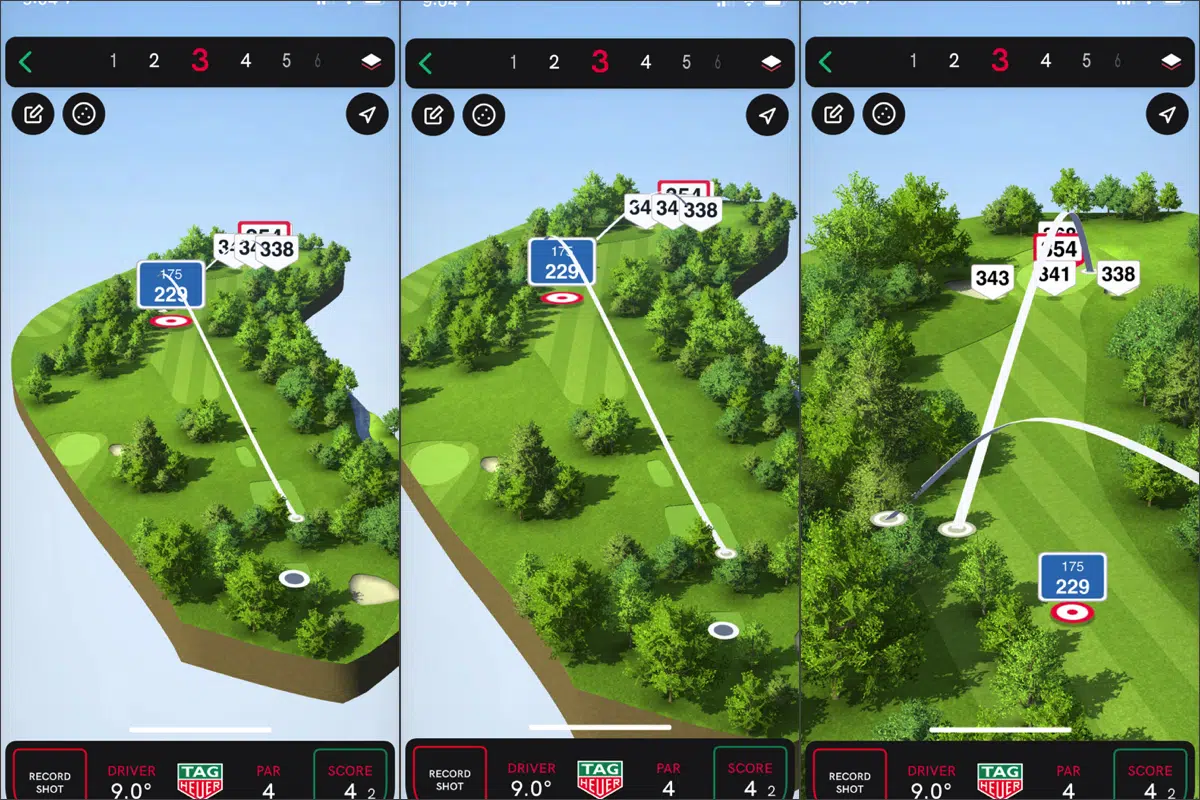 1 2 3 4 5 6
338
175
229
RECORD
SHOT
DRIVER
9.0°
TAG
HEUER
PAR
4
SCORE
4 2
1 2 3 4 5 6
338
175
229
RECORD
SHOT
DRIVER
9.0°
TAG
HEUER
PAR
4
SCORE
4 2
1 2 3 4 5 6
354
343
341
338
175
229
RECORD
SHOT
DRIVER
9.0°
TAG
HEUER
PAR
4
SCORE
4 2